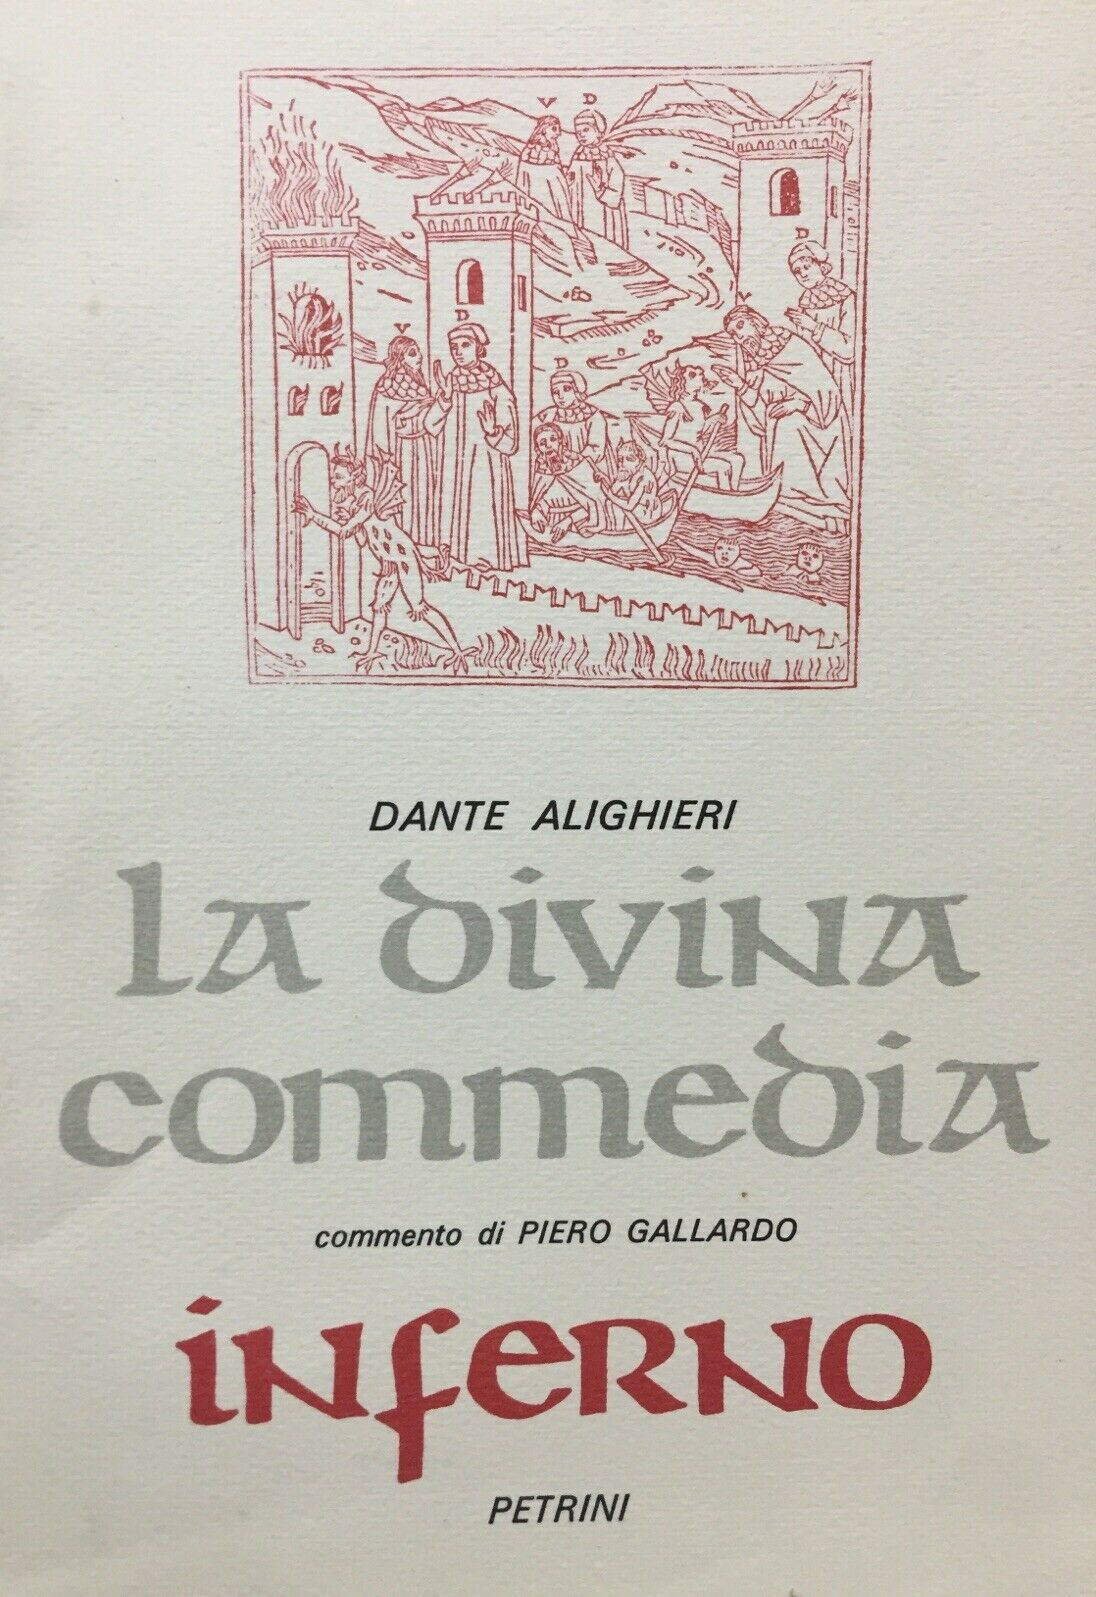 V D
V D
D
V D
V
DANTE ALIGHIERI
La Divina
commedia
commento di PIERO GALLARDO
inferno
PETRINI